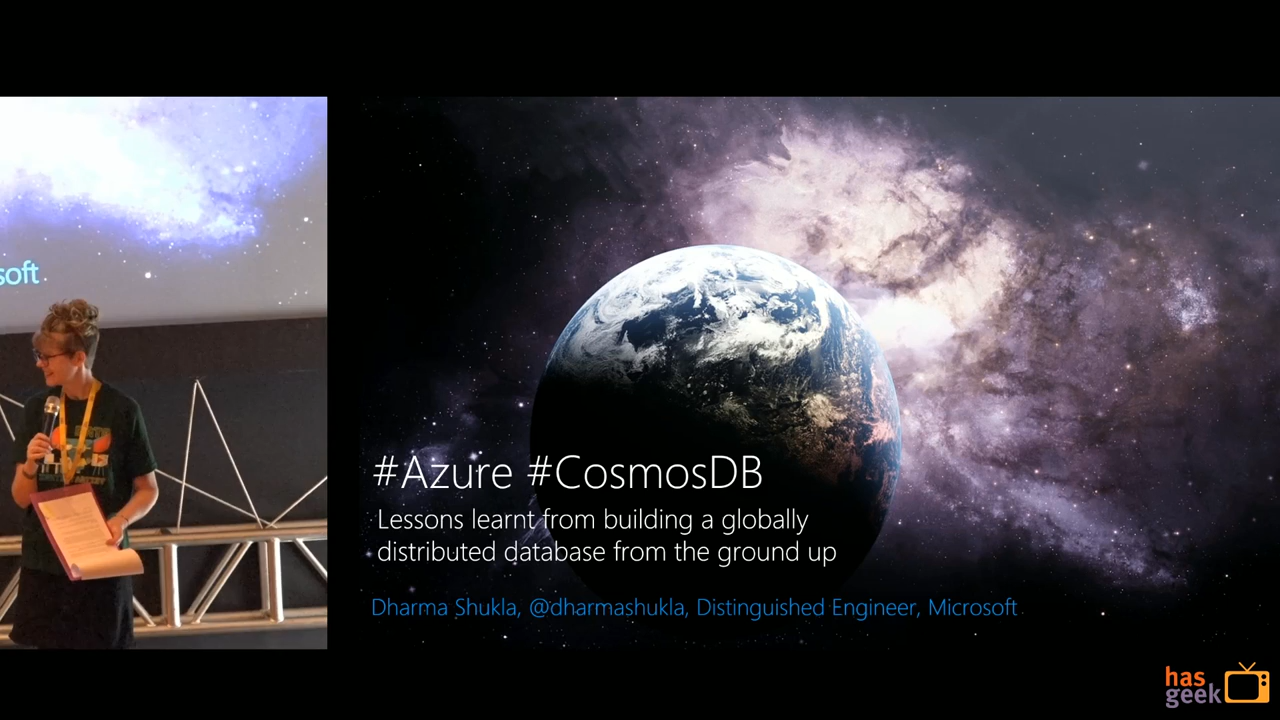 soft
#Azure #CosmosDB
Lessons learnt from building a globally
distributed database from the ground up
Dharma Shukla, @dharmashukla, Distinguished Engineer, Microsoft
has
geek